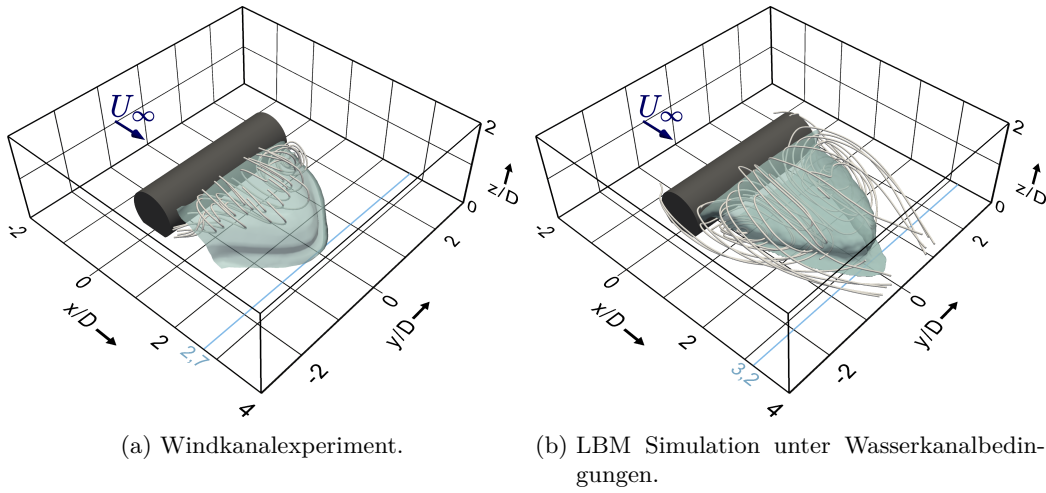 U∞
2
z/D
0
-2
0
x/D
2
2,7
4
-2
y/D
0
2
(a) Windkanalexperiment.
U∞
2
z/D
0
-2
0
x/D
2
3,2
4
-2
y/D
0
2
(b) LBM Simulation unter Wasserkanalbedin-
gungen.